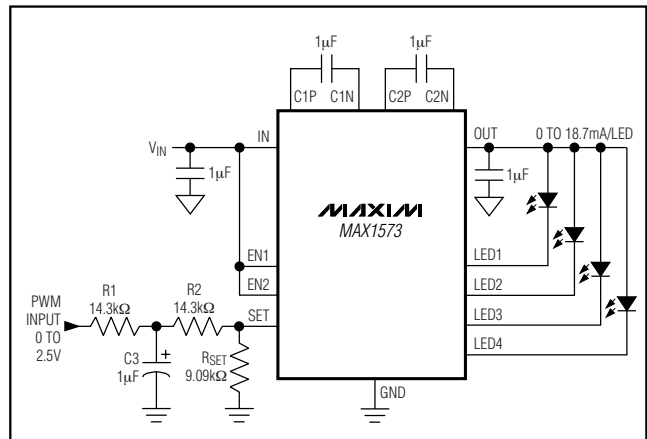 1µF
1µF
C1P C1N C2P C2N
VIN
IN
OUT
0 TO 18.7mA/LED
1µF
1µF
MAXIM
MAX1573
EN1
EN2
LED1
LED2
LED3
LED4
SET
PWM
INPUT
0 TO
2.5V
R1
14.3kΩ
R2
14.3kΩ
C3
1µF
+
RSET
9.09kΩ
GND